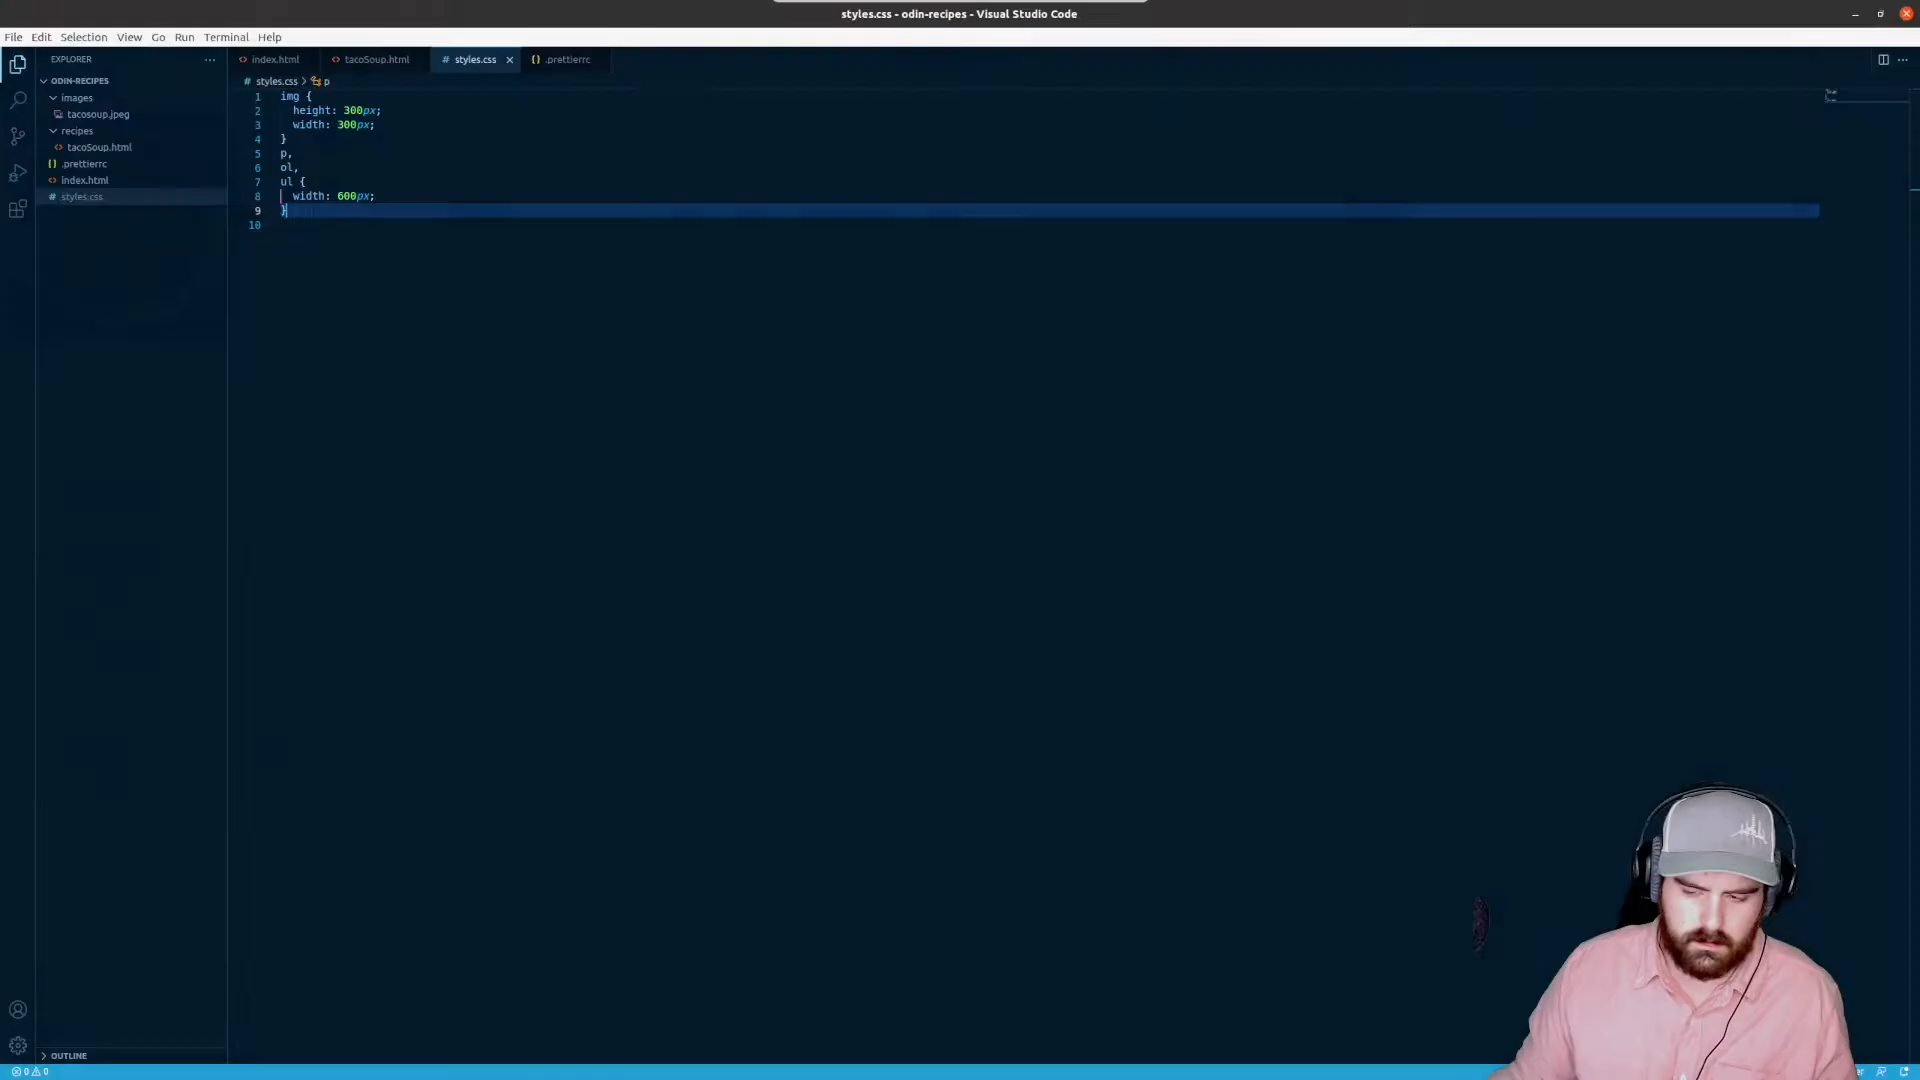 styles.css - odin-recipes - Visual Studio Code
File Edit Selection View Go Run Terminal Help
EXPLORER
index.html tacoSoup.html styles.css .prettierrc
ODIN-RECIPES
styles.css > p
images
tacosoup.jpeg
recipes
tacoSoup.html
{} .prettierrc
index.html
# styles.css
1 img {
2 height: 300px;
3 width: 300px;
4 }
5 p,
6 ol,
7 ul {
8 width: 600px;
9 }
10
OUTLINE
0 0